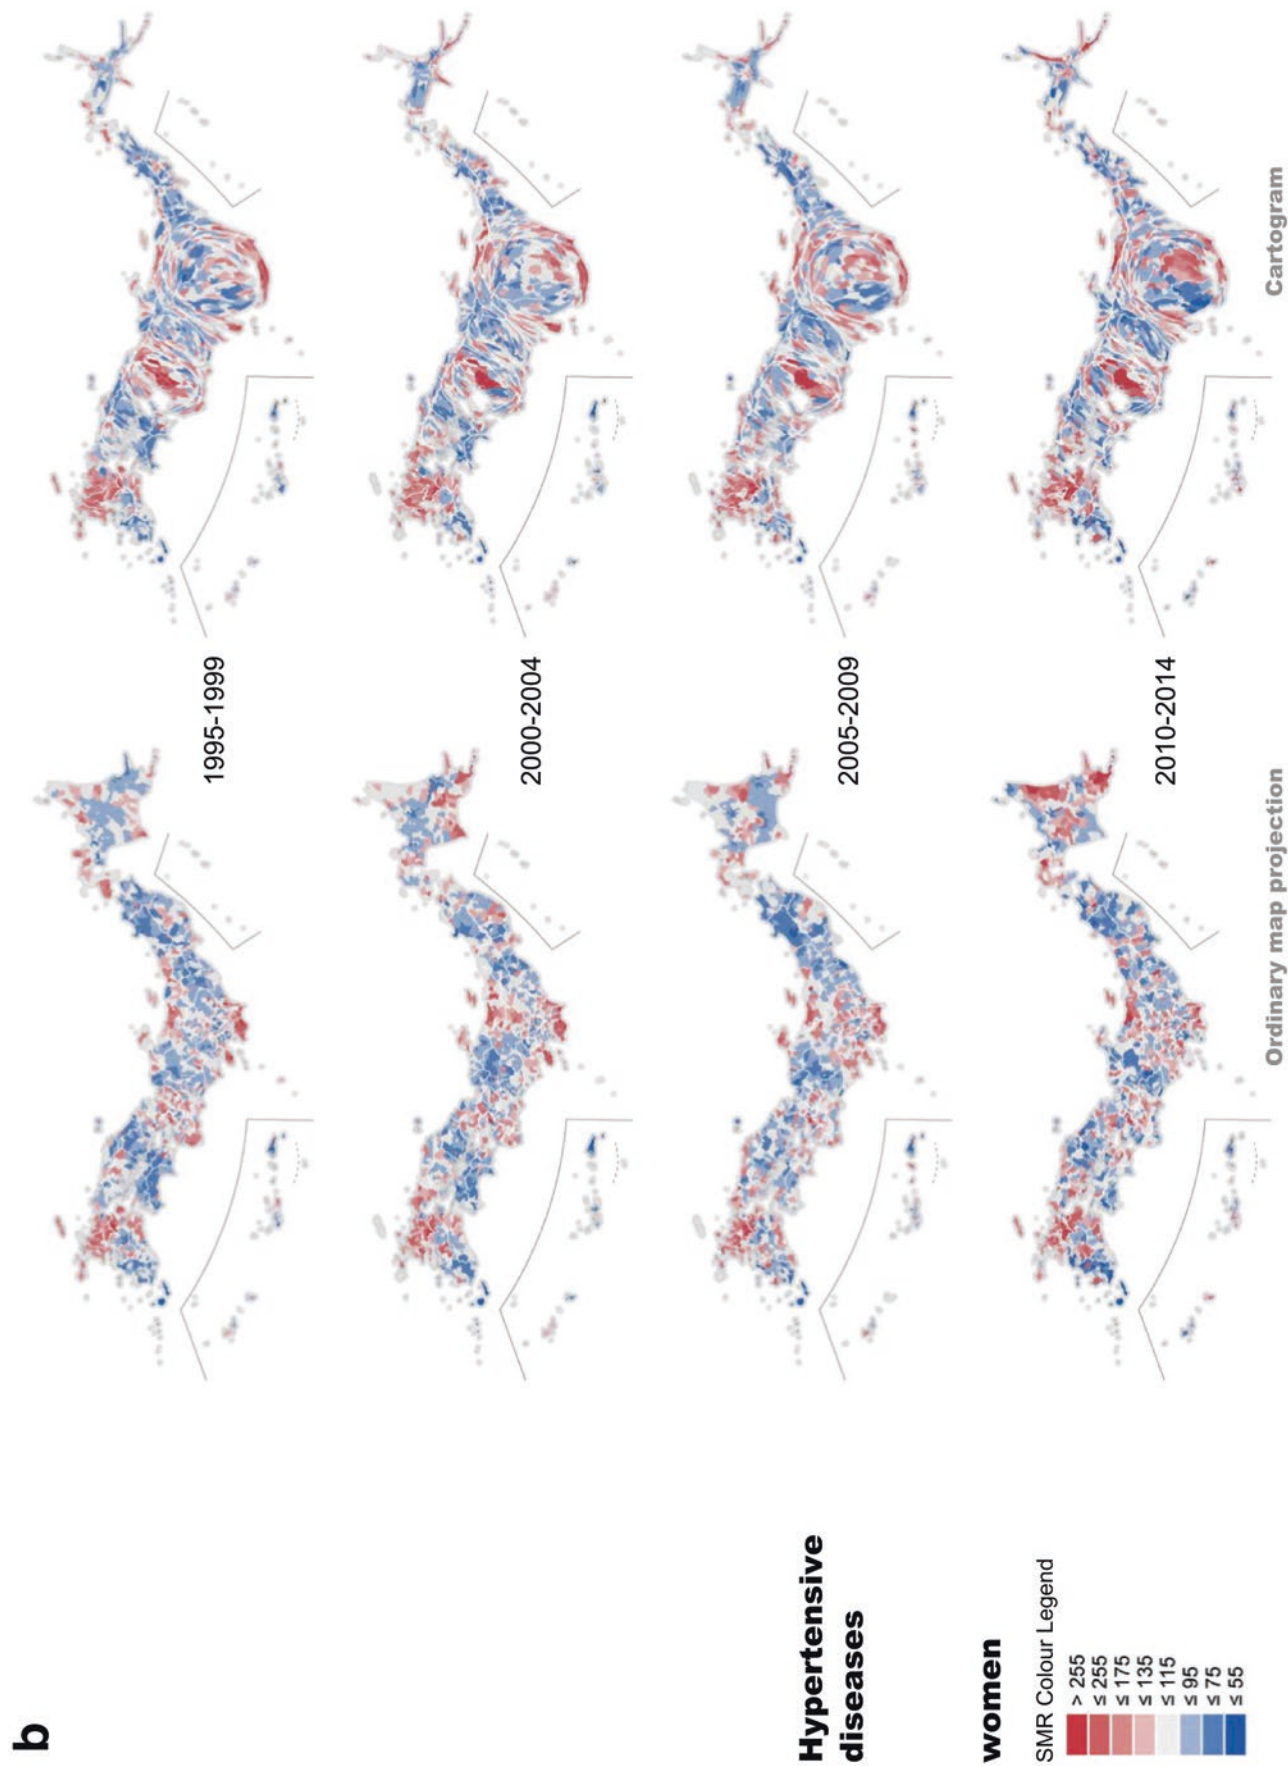 b
Hypertensive
diseases
women
SMR Colour Legend
> 255
≤ 255
≤ 175
≤ 135
≤ 115
≤ 95
≤ 75
≤ 55
1995-1999
2000-2004
2005-2009
2010-2014
Ordinary map projection
Cartogram